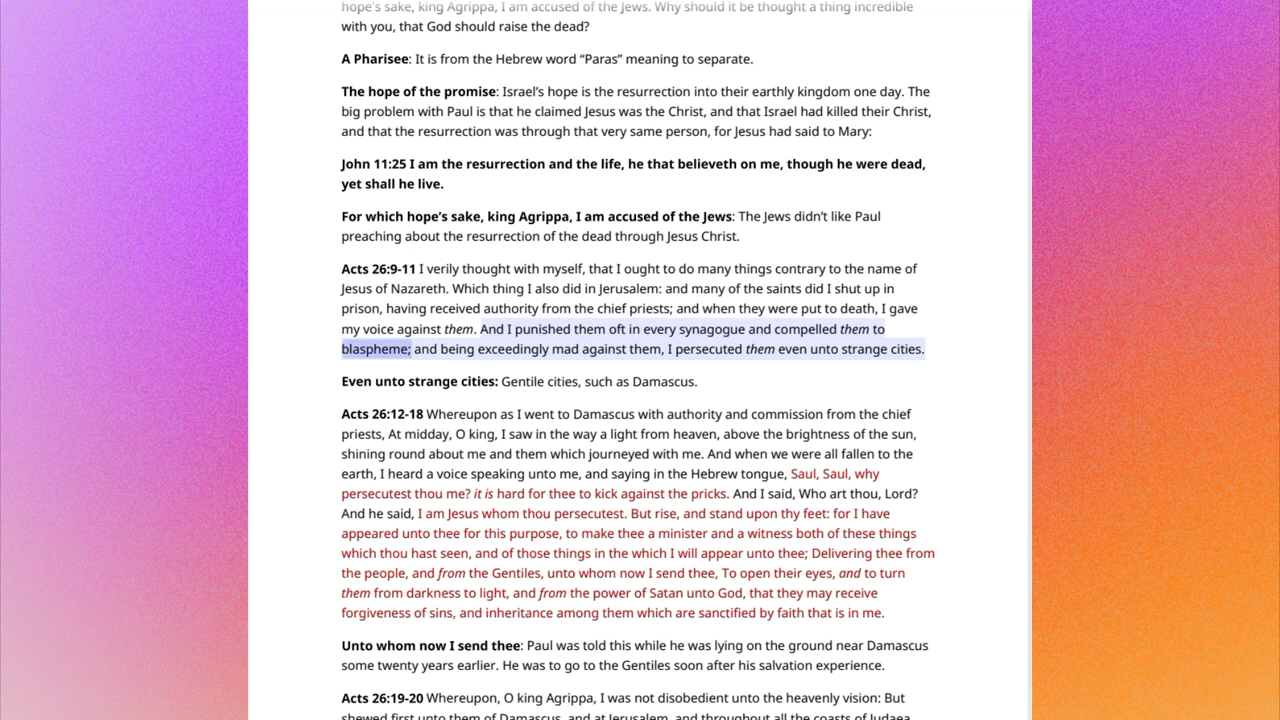 hope's sake, king Agrippa, I am accused of the Jews. Why should it be thought a thing incredible
with you, that God should raise the dead?
A Pharisee: It is from the Hebrew word “Paras” meaning to separate.
The hope of the promise: Israel’s hope is the resurrection into their earthly kingdom one day. The
big problem with Paul is that he claimed Jesus was the Christ, and that Israel had killed their Christ,
and that the resurrection was through that very same person, for Jesus had said to Mary:
John 11:25 I am the resurrection and the life, he that believeth on me, though he were dead,
yet shall he live.
For which hope’s sake, king Agrippa, I am accused of the Jews: The Jews didn’t like Paul
preaching about the resurrection of the dead through Jesus Christ.
Acts 26:9-11 I verily thought with myself, that I ought to do many things contrary to the name of
Jesus of Nazareth. Which thing I also did in Jerusalem: and many of the saints did I shut up in
prison, having received authority from the chief priests; and when they were put to death, I gave
my voice against them. And I punished them oft in every synagogue and compelled them to
blaspheme; and being exceedingly mad against them, I persecuted them even unto strange cities.
Even unto strange cities: Gentile cities, such as Damascus.
Acts 26:12-18 Whereupon as I went to Damascus with authority and commission from the chief
priests, At midday, O king, I saw in the way a light from heaven, above the brightness of the sun,
shining round about me and them which journeyed with me. And when we were all fallen to the
earth, I heard a voice speaking unto me, and saying in the Hebrew tongue, Saul, Saul, why
persecutest thou me? it is hard for thee to kick against the pricks. And I said, Who art thou, Lord?
And he said, I am Jesus whom thou persecutest. But rise, and stand upon thy feet: for I have
appeared unto thee for this purpose, to make thee a minister and a witness both of these things
which thou hast seen, and of those things in the which I will appear unto thee; Delivering thee from
the people, and from the Gentiles, unto whom now I send thee, To open their eyes, and to turn
them from darkness to light, and from the power of Satan unto God, that they may receive
forgiveness of sins, and inheritance among them which are sanctified by faith that is in me.
Unto whom now I send thee: Paul was told this while he was lying on the ground near Damascus
some twenty years earlier. He was to go to the Gentiles soon after his salvation experience.
Acts 26:19-20 Whereupon, O king Agrippa, I was not disobedient unto the heavenly vision: But
shewed first unto them of Damascus, and at Jerusalem, and throughout all the coasts of Judaea,